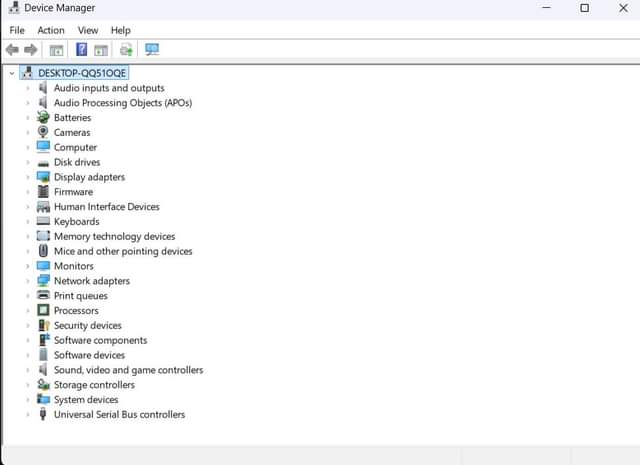 Device Manager
File Action View Help
DESKTOP-QQ51OQE
Audio inputs and outputs
Audio Processing Objects (APOs)
Batteries
Cameras
Computer
Disk drives
Display adapters
Firmware
Human Interface Devices
Keyboards
Memory technology devices
Mice and other pointing devices
Monitors
Network adapters
Print queues
Processors
Security devices
Software components
Software devices
Sound, video and game controllers
Storage controllers
System devices
Universal Serial Bus controllers